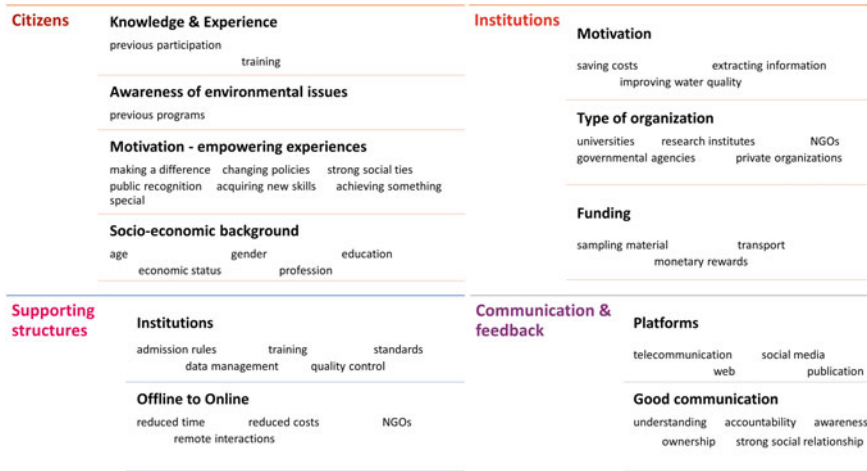 Citizens
Knowledge & Experience
previous participation
training
Awareness of environmental issues
previous programs
Motivation - empowering experiences
making a difference changing policies strong social ties
public recognition acquiring new skills achieving something
special
Socio-economic background
age gender education
economic status profession
Institutions
Motivation
saving costs extracting information
improving water quality
Type of organization
universities research institutes NGOs
governmental agencies private organizations
Funding
sampling material transport
monetary rewards
Supporting
structures
Institutions
admission rules training standards
data management quality control
Offline to Online
reduced time reduced costs NGOs
remote interactions
Communication &
feedback
Platforms
telecommunication social media
web publication
Good communication
understanding accountability awareness
ownership strong social relationship